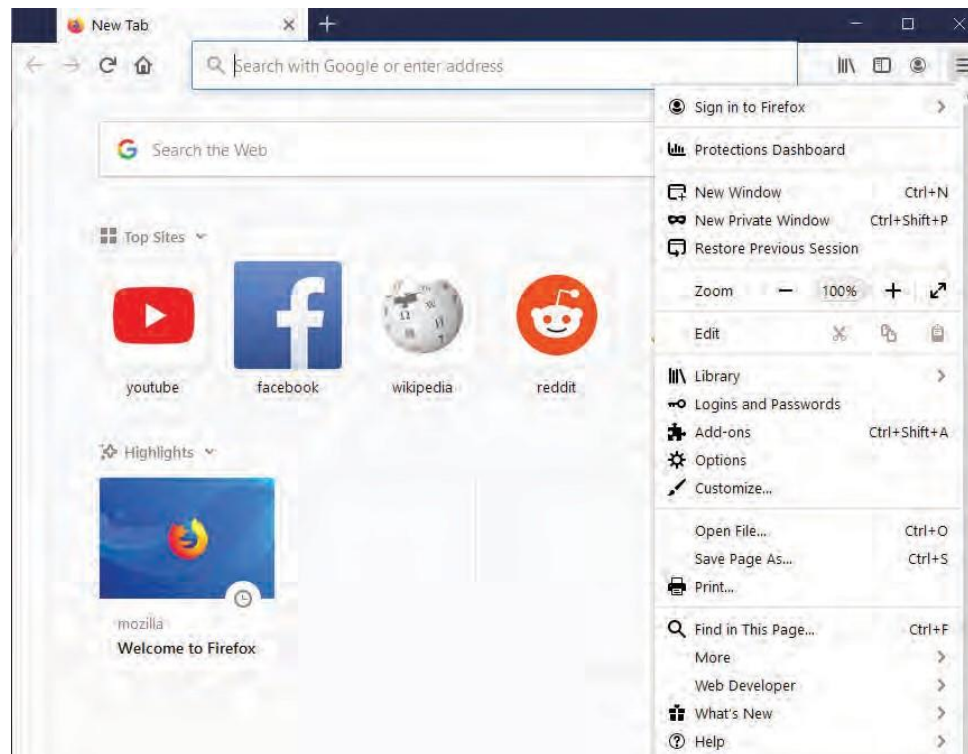 New Tab
Search with Google or enter address
Search the Web
Top Sites
youtube
facebook
wikipedia
reddit
Highlights
mozilla
Welcome to Firefox
Sign in to Firefox
Protections Dashboard
New Window Ctrl+N
New Private Window Ctrl+Shift+P
Restore Previous Session
Zoom 100%
Edit
Library
Logins and Passwords
Add-ons Ctrl+Shift+A
Options
Customize...
Open File... Ctrl+O
Save Page As... Ctrl+S
Print...
Find in This Page... Ctrl+F
More
Web Developer
What's New
Help